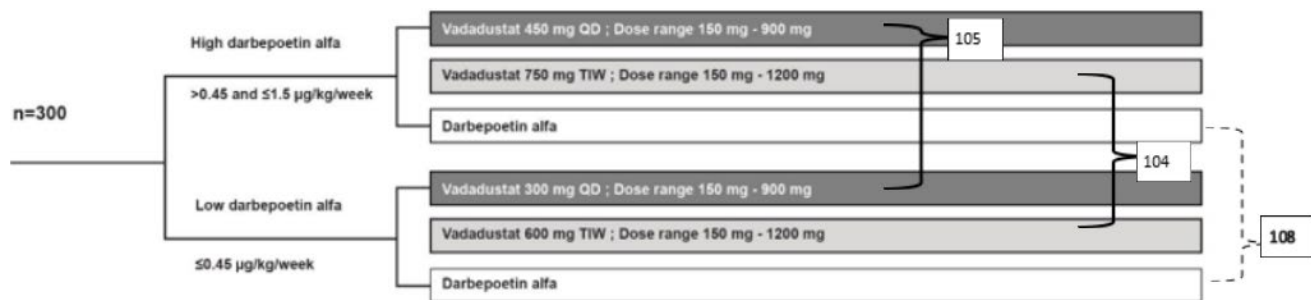 Vadadustat 450 mg QD ; Dose range 150 mg - 900 mg
105
High darbepoetin alfa
Vadadustat 750 mg TIW ; Dose range 150 mg - 1200 mg
>0.45 and ≤1.5 µg/kg/week
n=300
Darbepoetin alfa
104
Vadadustat 300 mg QD ; Dose range 150 mg - 900 mg
Low darbepoetin alfa
Vadadustat 600 mg TIW ; Dose range 150 mg - 1200 mg
108
≤0.45 µg/kg/week
Darbepoetin alfa